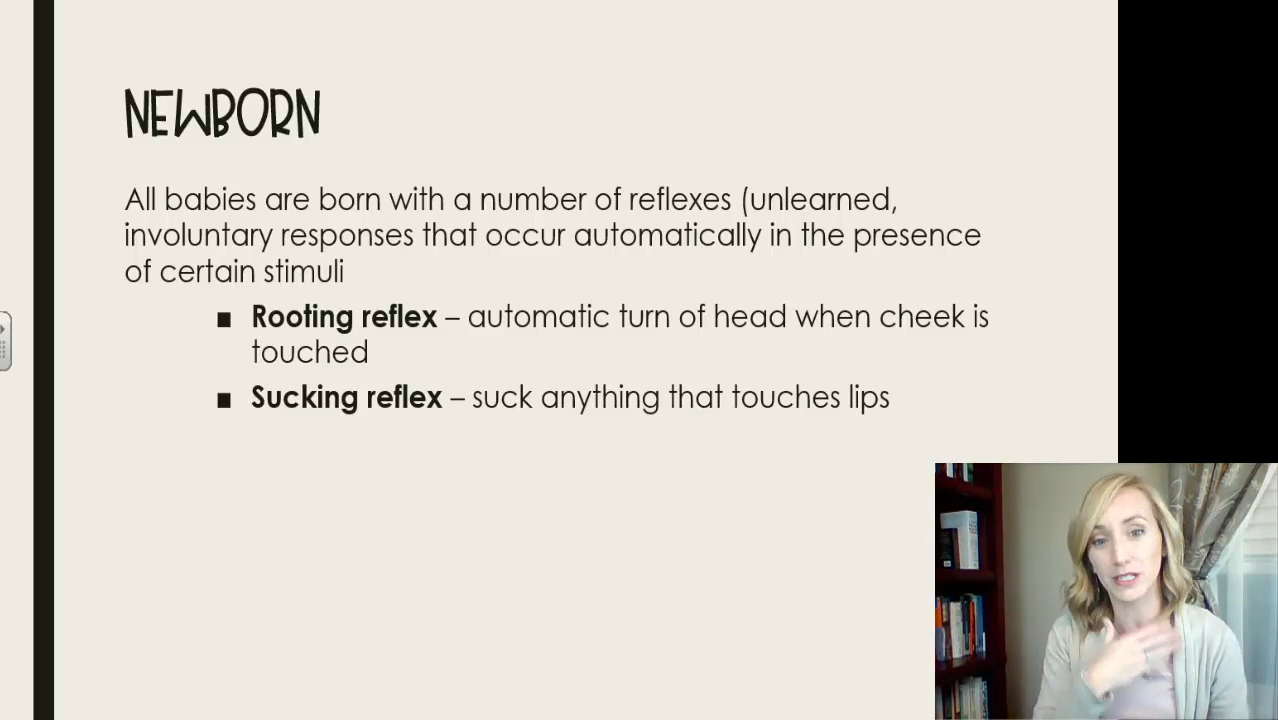 NEWBORN
All babies are born with a number of reflexes (unlearned,
involuntary responses that occur automatically in the presence
of certain stimuli
■ Rooting reflex – automatic turn of head when cheek is
touched
■ Sucking reflex – suck anything that touches lips